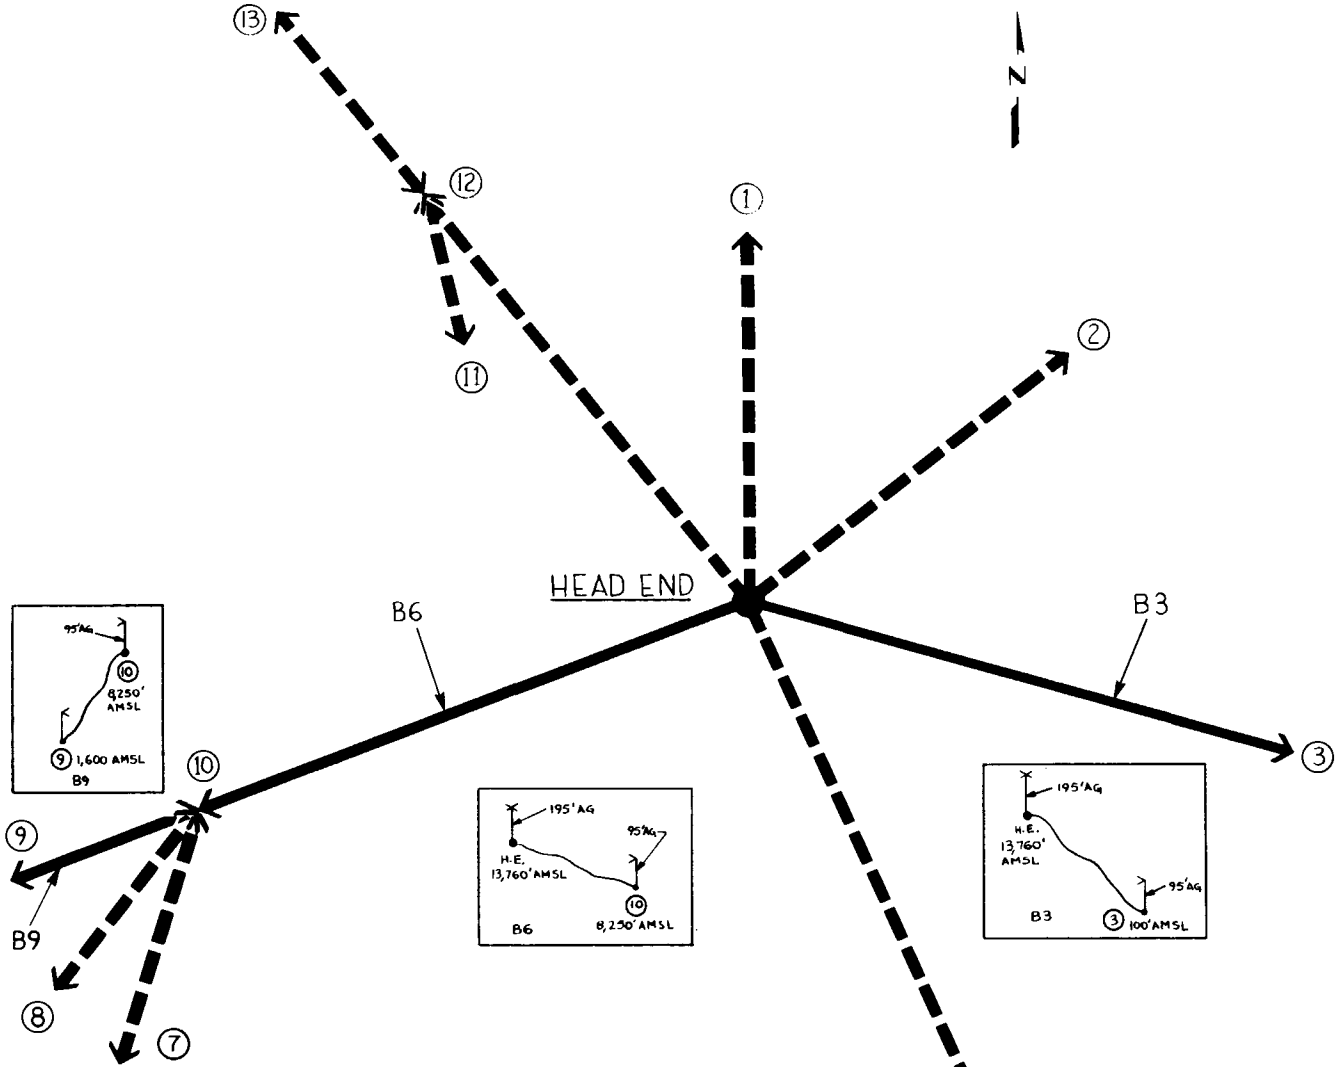 13
N
12
1
2
11
HEAD END
B6
B3
95'AG
10
8,250'
AMSL
9 1,600 AMSL
B9
10
3
9
195'AG
95'AG
H.E.
13,760'AMSL
10
B6
8,250'AMSL
195'AG
H.E.
13,760'
AMSL
95'AG
B3
3 100'AMSL
B9
8
7